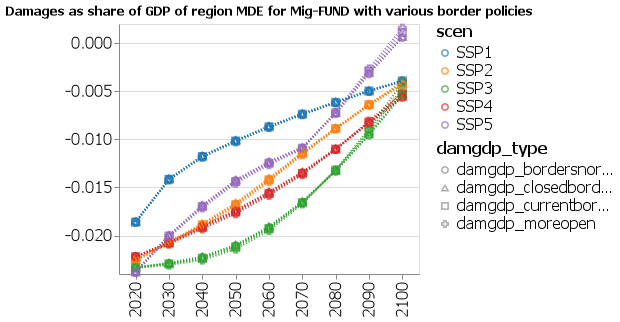 Damages as share of GDP of region MDE for Mig-FUND with various border policies
0.000
-0.005
-0.010
-0.015
-0.020
2020
2030
2040
2050
2060
2070
2080
2090
2100
scen
SSP1
SSP2
SSP3
SSP4
SSP5
damgdp_type
damgdp_bordersnor...
damgdp_closedbord...
damgdp_currentbor...
damgdp_moreopen